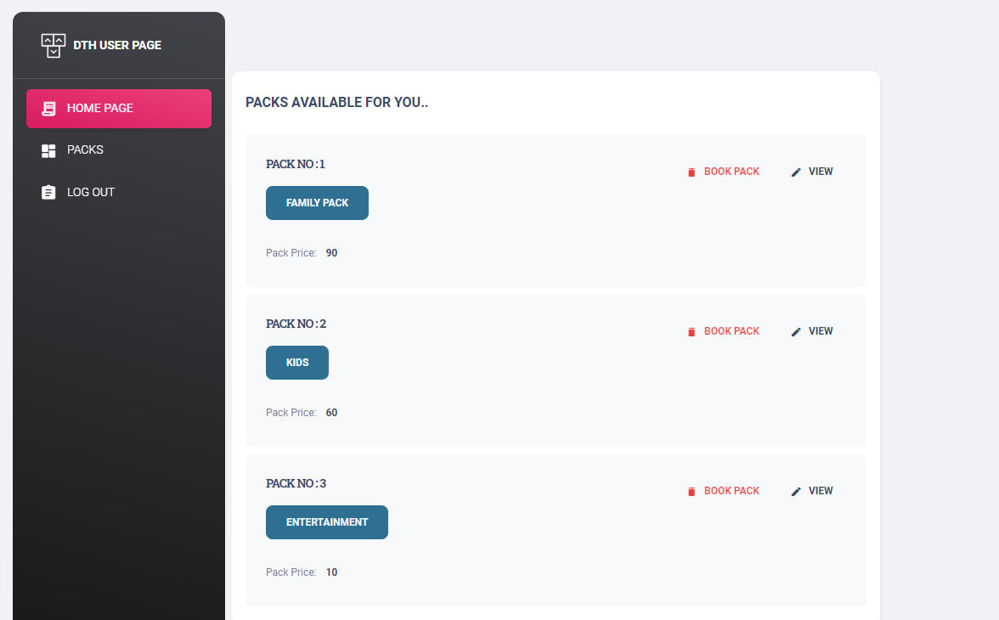 DTH USER PAGE
HOME PAGE
PACKS
LOG OUT
PACKS AVAILABLE FOR YOU..
PACK NO : 1
BOOK PACK
VIEW
FAMILY PACK
Pack Price: 90
PACK NO : 2
BOOK PACK
VIEW
KIDS
Pack Price: 60
PACK NO : 3
BOOK PACK
VIEW
ENTERTAINMENT
Pack Price: 10